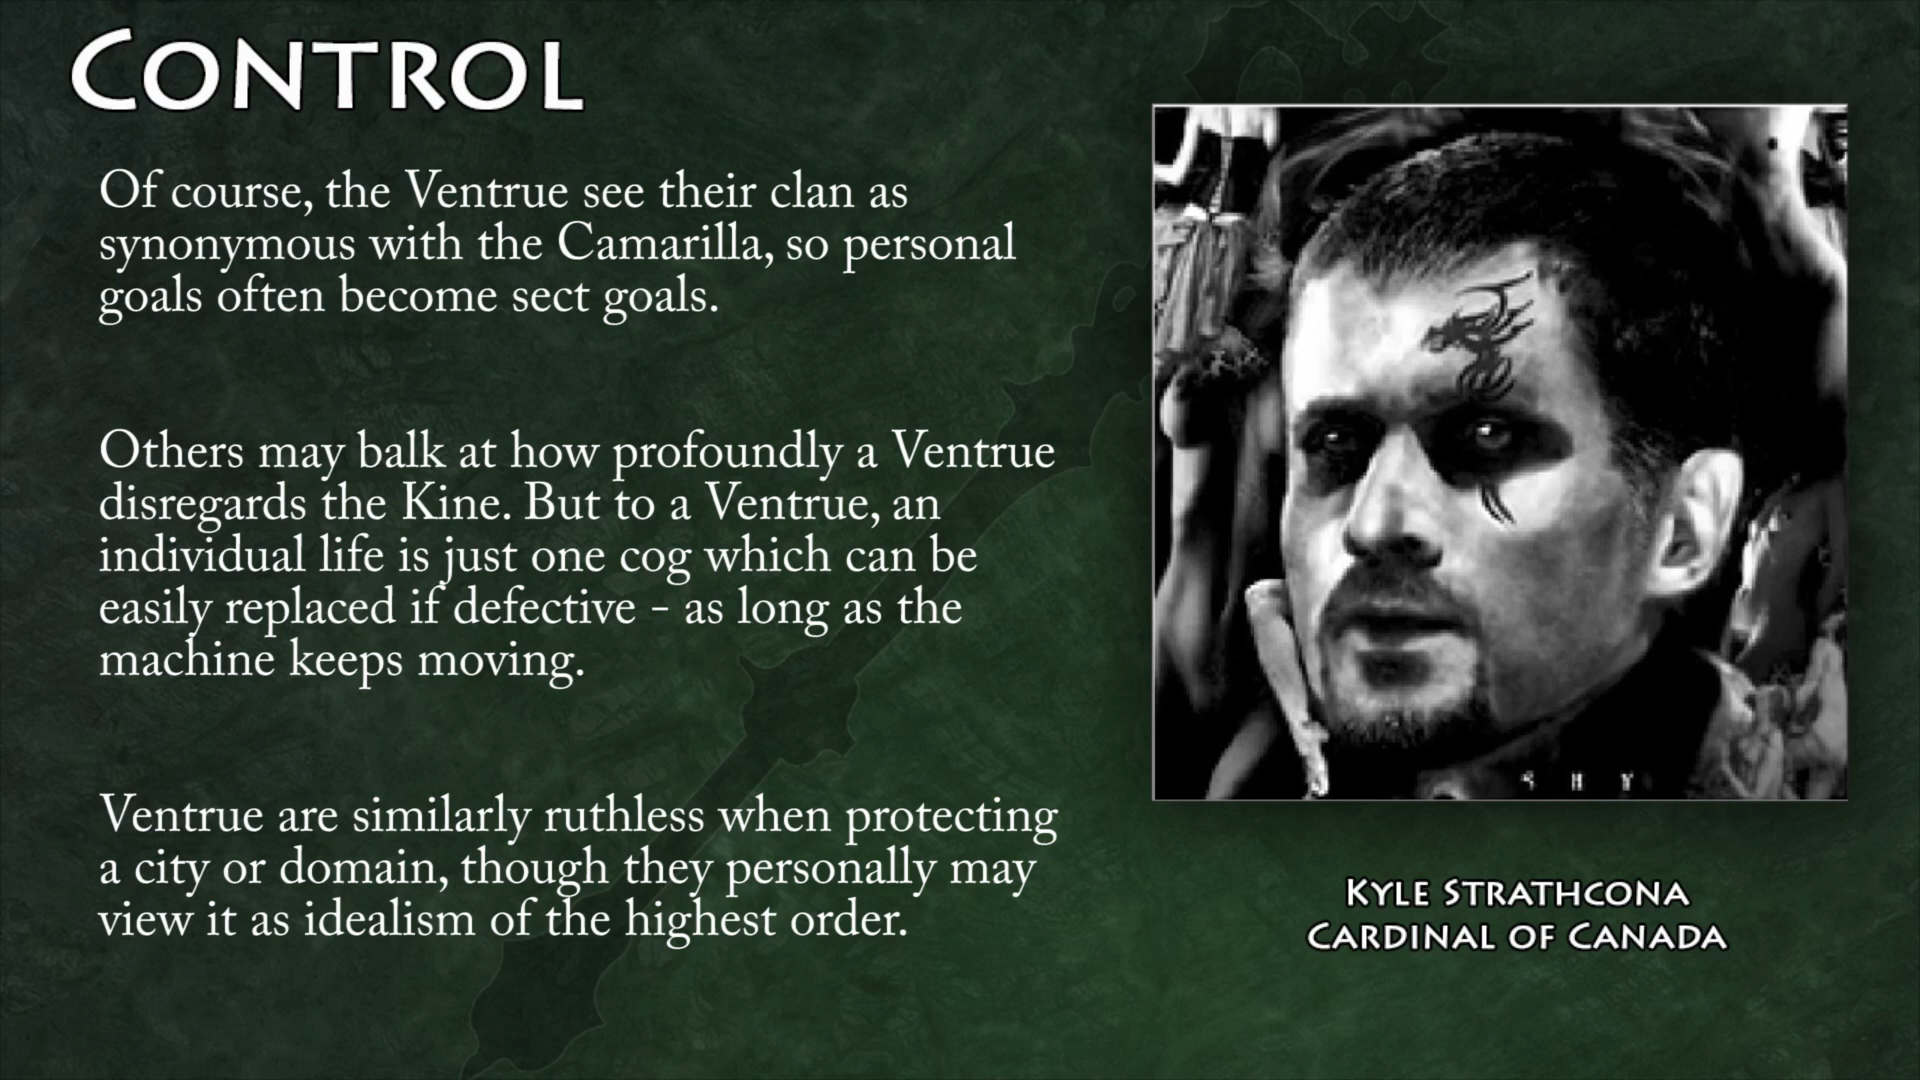 CONTROL
Of course, the Ventrue see their clan as
synonymous with the Camarilla, so personal
goals often become sect goals.
Others may balk at how profoundly a Ventrue
disregards the Kine. But to a Ventrue, an
individual life is just one cog which can be
easily replaced if defective - as long as the
machine keeps moving.
Ventrue are similarly ruthless when protecting
a city or domain, though they personally may
view it as idealism of the highest order.
S H Y
KYLE STRATHCONA
CARDINAL OF CANADA